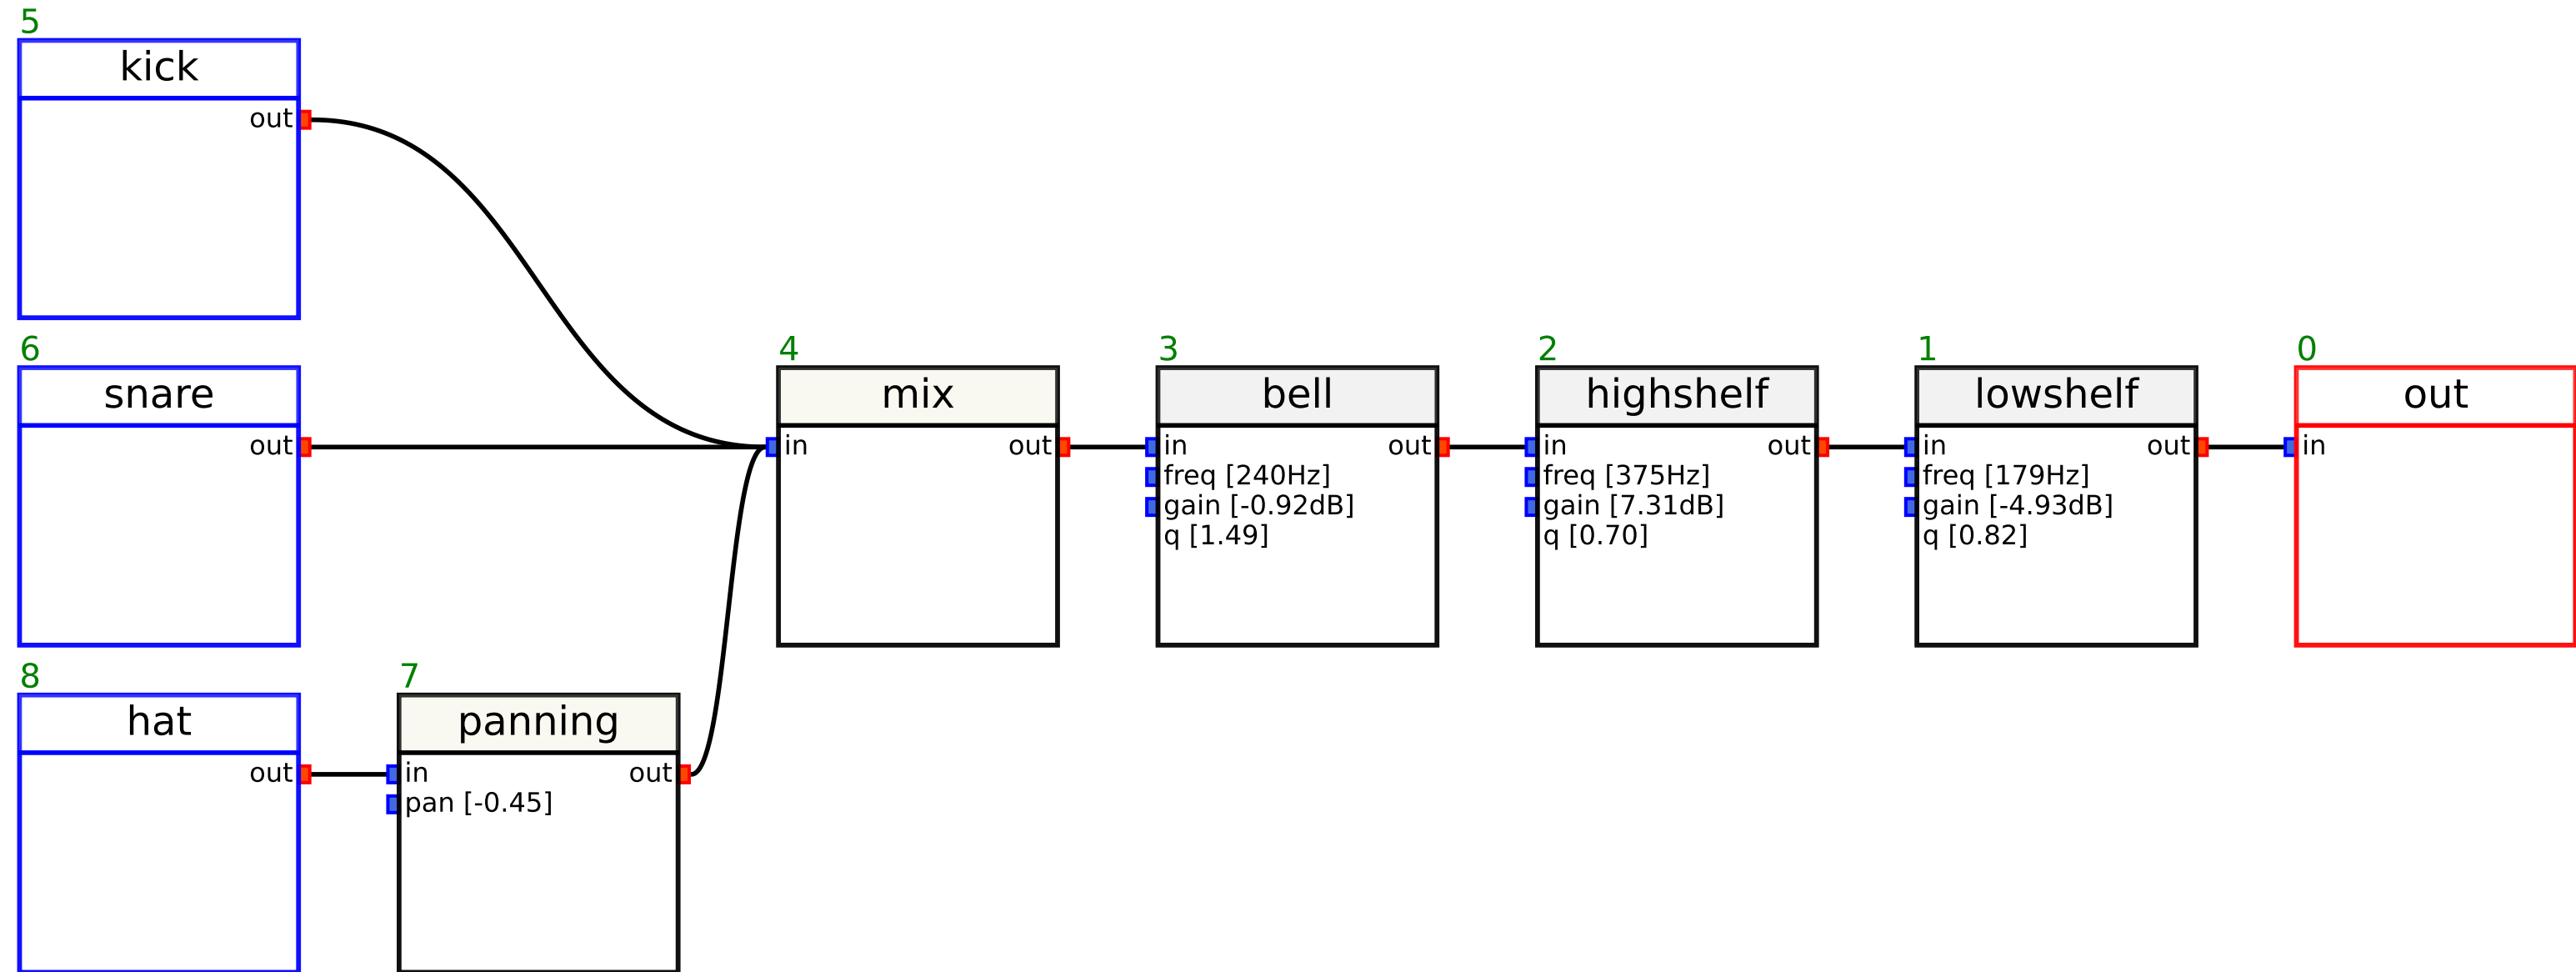 5
kick
out
6
snare
out
8
hat
out
7
panning
in out
pan [-0.45]
4
mix
in out
3
bell
in out
freq [240Hz]
gain [-0.92dB]
q [1.49]
2
highshelf
in out
freq [375Hz]
gain [7.31dB]
q [0.70]
1
lowshelf
in out
freq [179Hz]
gain [-4.93dB]
q [0.82]
0
out
in